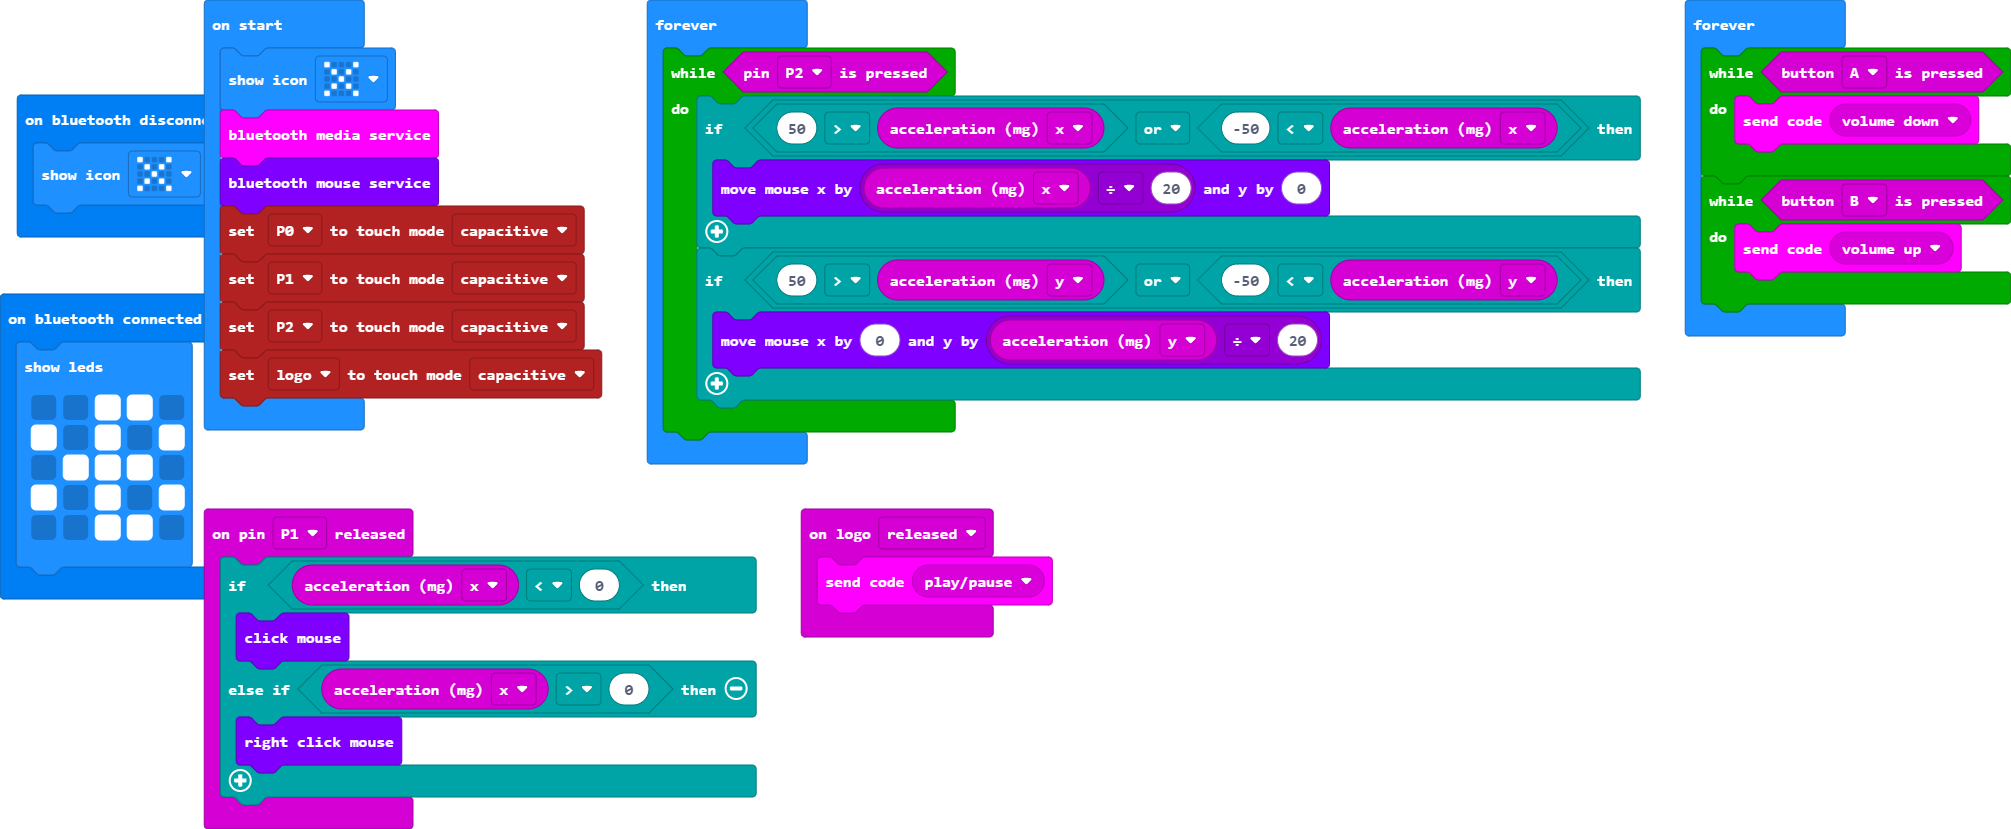 on start
show icon
bluetooth media service
bluetooth mouse service
set P0 to touch mode capacitive
set P1 to touch mode capacitive
set P2 to touch mode capacitive
set logo to touch mode capacitive
on bluetooth disconne
show icon
on bluetooth connected
show leds
forever
while pin P2 is pressed
do
if 50 > acceleration (mg) x or -50 < acceleration (mg) x then
move mouse x by acceleration (mg) x ÷ 20 and y by 0
if 50 > acceleration (mg) y or -50 < acceleration (mg) y then
move mouse x by 0 and y by acceleration (mg) y ÷ 20
forever
while button A is pressed
do send code volume down
while button B is pressed
do send code volume up
on pin P1 released
if acceleration (mg) x < 0 then
click mouse
else if acceleration (mg) x > 0 then
right click mouse
on logo released
send code play/pause